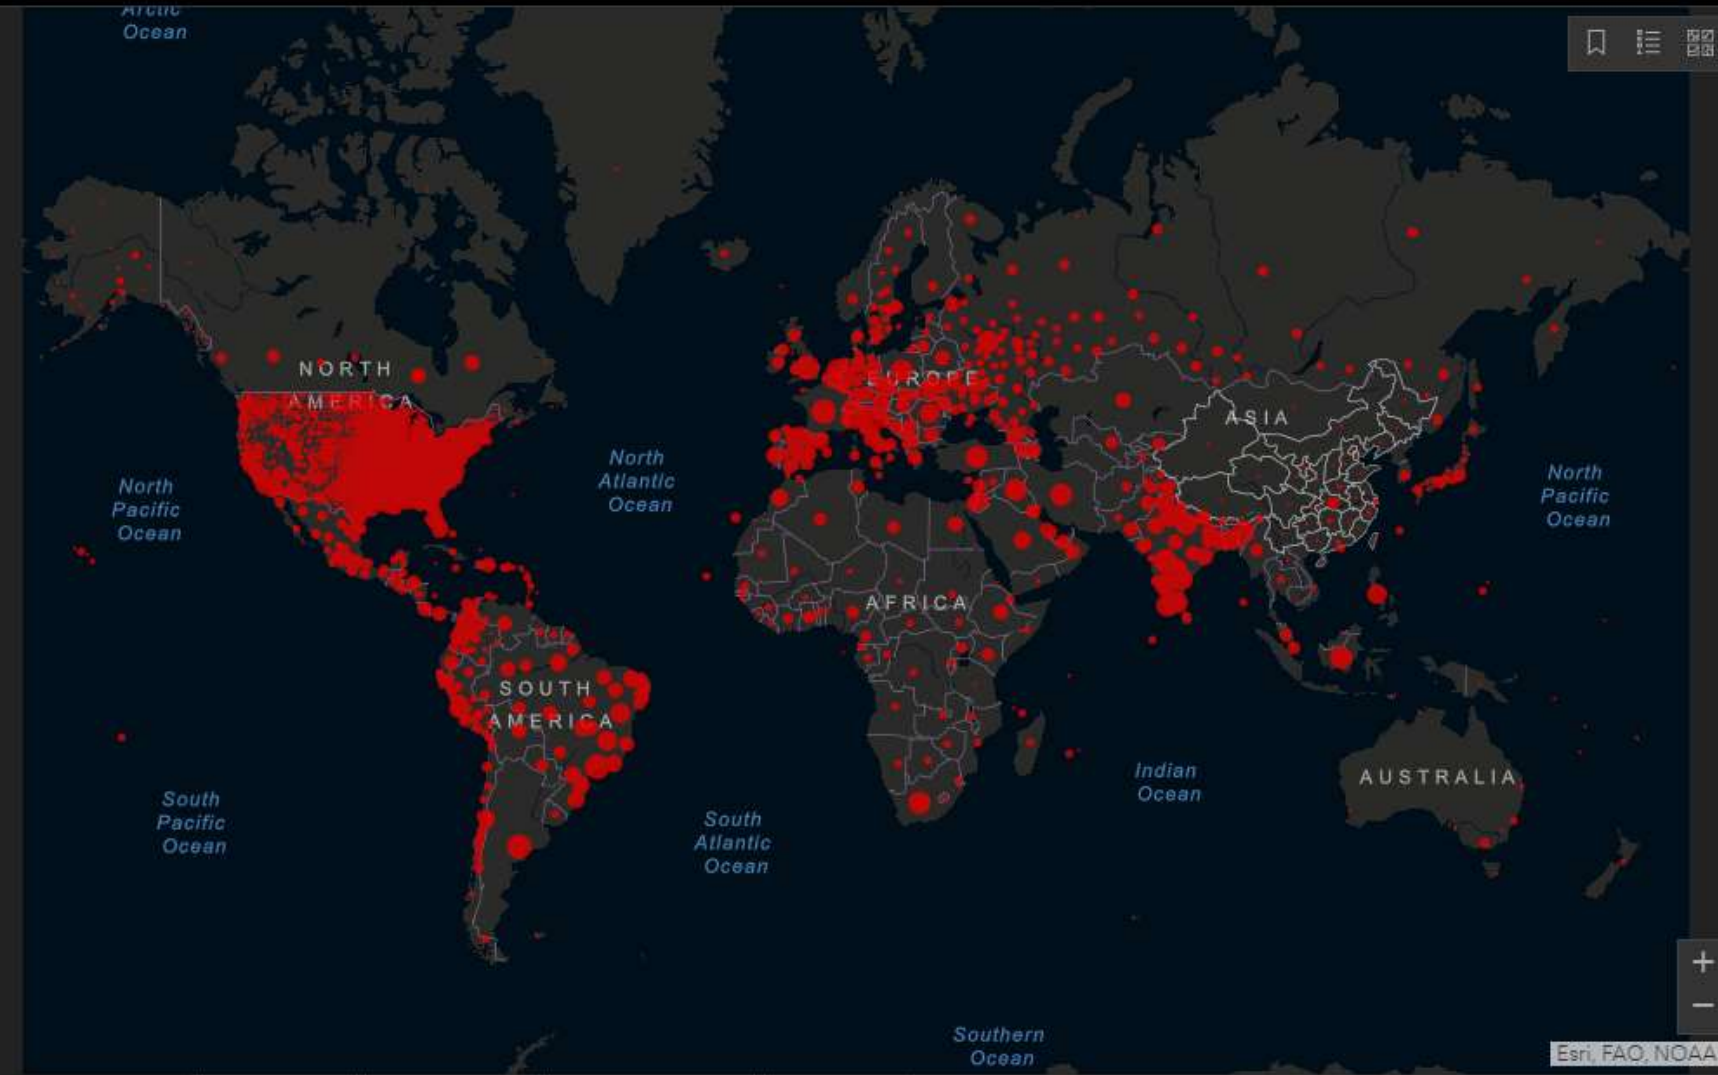 Arctic
Ocean
NORTH
AMERICA
EUROPE
ASIA
North
Pacific
Ocean
North
Atlantic
Ocean
North
Pacific
Ocean
AFRICA
SOUTH
AMERICA
South
Pacific
Ocean
South
Atlantic
Ocean
Indian
Ocean
AUSTRALIA
Southern
Ocean
Esri, FAO, NOAA